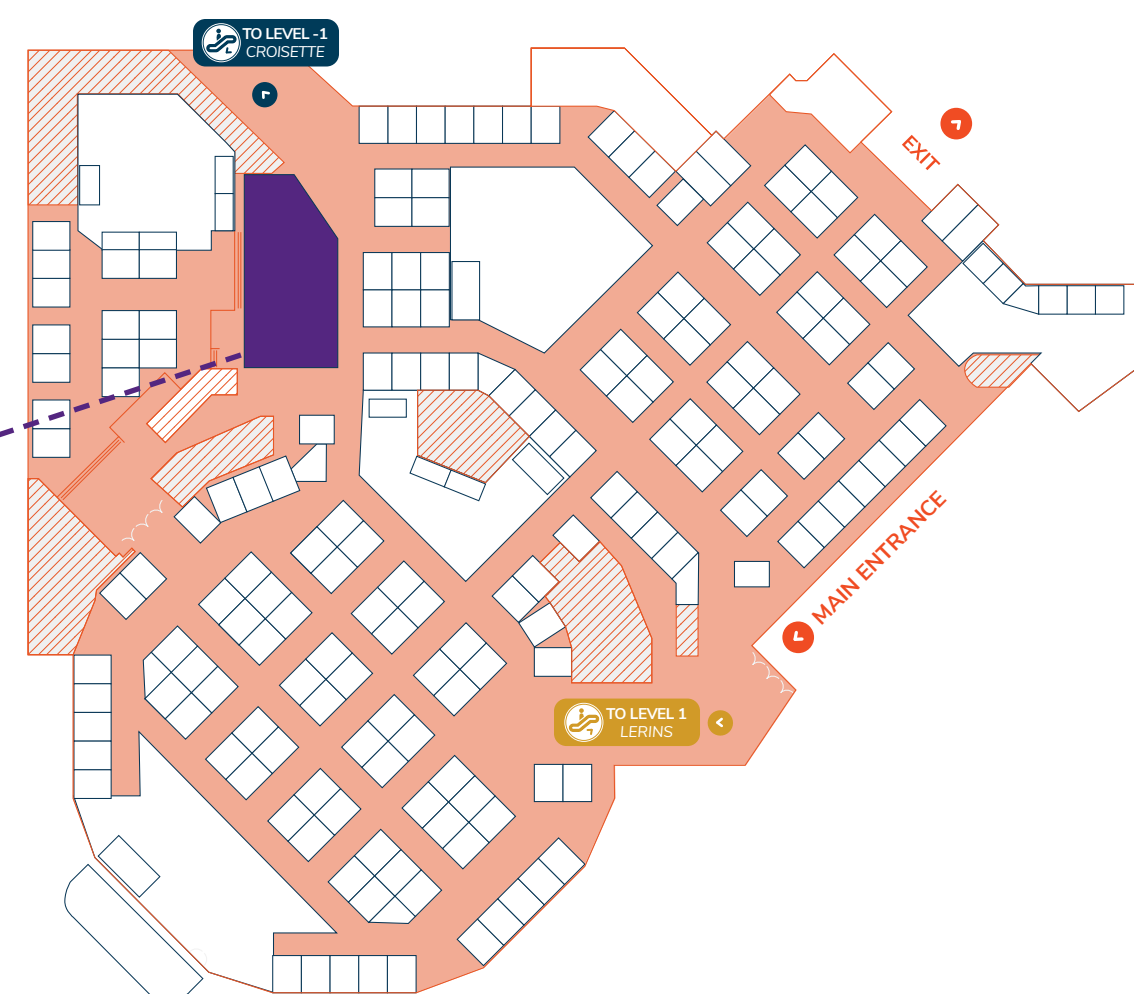 TO LEVEL -1
CROISETTE
EXIT
MAIN ENTRANCE
TO LEVEL 1
LERINS